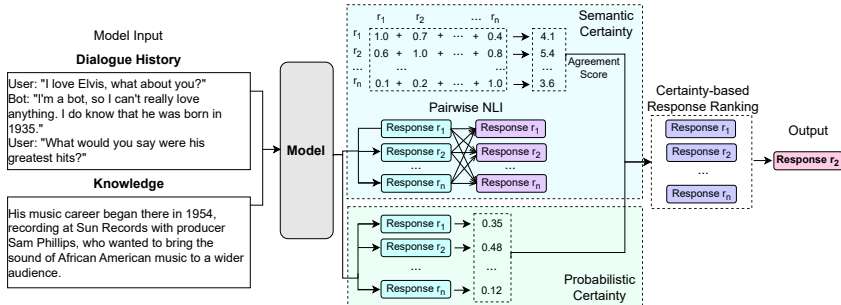 Model Input
Dialogue History
User: "I love Elvis, what about you?"
Bot: "I'm a bot, so I can't really love
anything. I do know that he was born in
1935."
User: "What would you say were his
greatest hits?"
Knowledge
His music career began there in 1954,
recording at Sun Records with producer
Sam Phillips, who wanted to bring the
sound of African American music to a wider
audience.
Model
r1 r2 ... rn
r1 1.0 + 0.7 + ... + 0.4 4.1
r2 0.6 + 1.0 + ... + 0.8 5.4
... ... ...
rn 0.1 + 0.2 + ... + 1.0 3.6
Semantic
Certainty
Agreement
Score
Pairwise NLI
Response r1 Response r1
Response r2 Response r2
... ...
Response rn Response rn
Response r1 0.35
Response r2 0.48
... ...
Response rn 0.12
Probabilistic
Certainty
Certainty-based
Response Ranking
Response r1
Response r2
...
Response rn
Output
Response r2